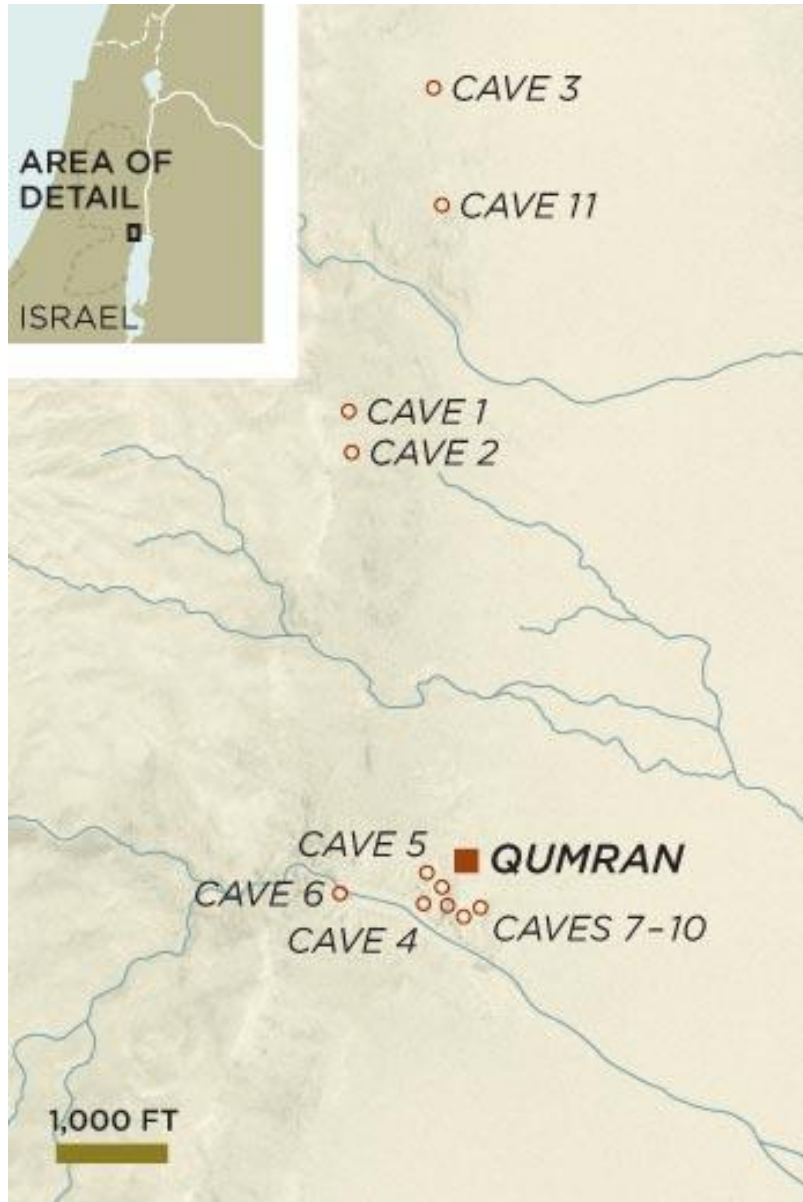 AREA OF
DETAIL
ISRAEL
CAVE 3
CAVE 11
CAVE 1
CAVE 2
CAVE 5
QUMRAN
CAVE 6
CAVE 4
CAVES 7–10
1,000 FT